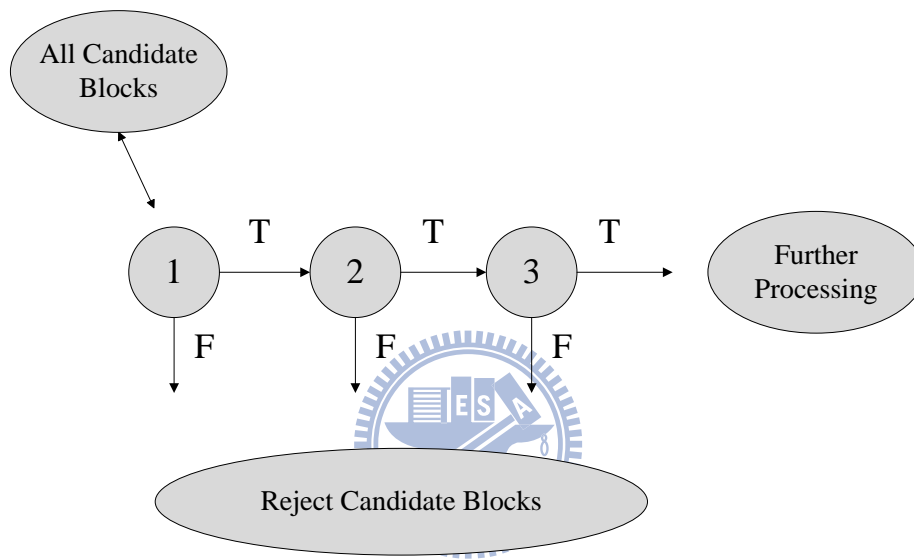 All Candidate
Blocks
T
T
T
1
2
3
Further
Processing
F
F
F
E S A
Reject Candidate Blocks